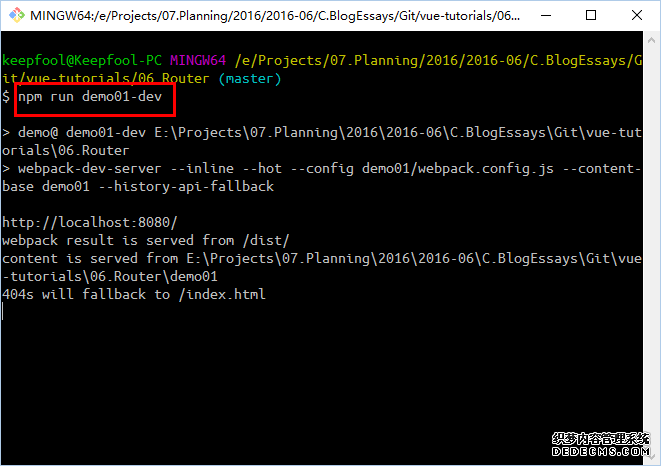 MINGW64:/e/Projects/07.Planning/2016/2016-06/C.BlogEssays/Git/vue-tutorials/06...
keepfool@Keepfool-PC MINGW64 /e/Projects/07.Planning/2016/2016-06/C.BlogEssays/G
it/vue-tutorials/06.Router (master)
$ npm run demo01-dev
> demo@ demo01-dev E:\Projects\07.Planning\2016\2016-06\C.BlogEssays\Git\vue-tut
orials\06.Router
> webpack-dev-server --inline --hot --config demo01/webpack.config.js --content-
base demo01 --history-api-fallback
http://localhost:8080/
webpack result is served from /dist/
content is served from E:\Projects\07.Planning\2016\2016-06\C.BlogEssays\Git\vue
-tutorials\06.Router\demo01
404s will fallback to /index.html
织梦内容管理系统
DEDECMS.COM